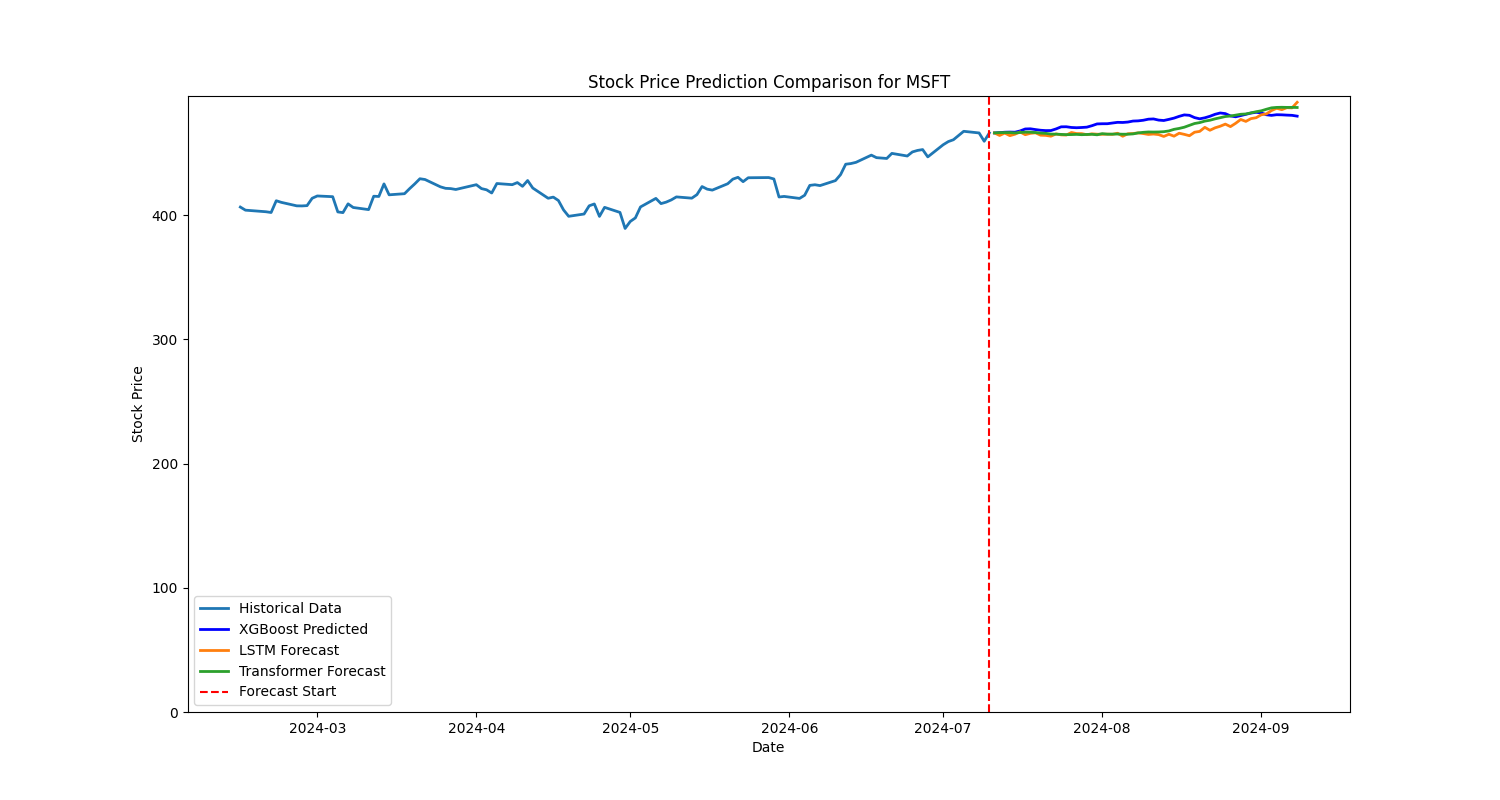 Stock Price Prediction Comparison for MSFT
Stock Price
400
300
200
100
0
Historical Data
XGBoost Predicted
LSTM Forecast
Transformer Forecast
Forecast Start
2024-03 2024-04 2024-05 2024-06 2024-07 2024-08 2024-09
Date